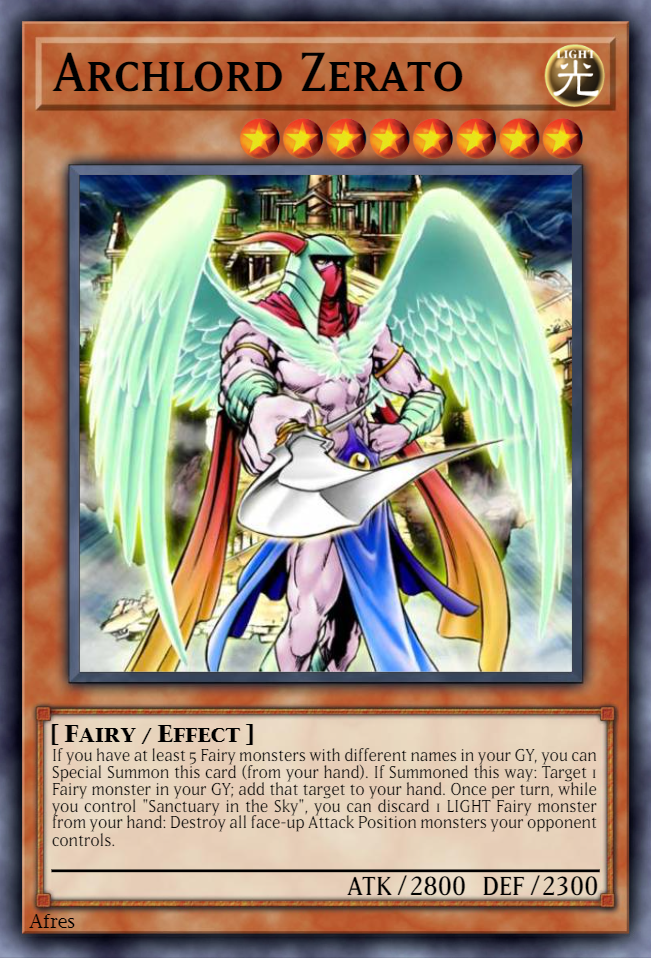 Archlord Zerato
LIGHT
光
[ Fairy / Effect ]
If you have at least 5 Fairy monsters with different names in your GY, you can
Special Summon this card (from your hand). If Summoned this way: Target 1
Fairy monster in your GY; add that target to your hand. Once per turn, while
you control "Sanctuary in the Sky", you can discard 1 LIGHT Fairy monster
from your hand: Destroy all face-up Attack Position monsters your opponent
controls.
ATK / 2800 DEF / 2300
Afres